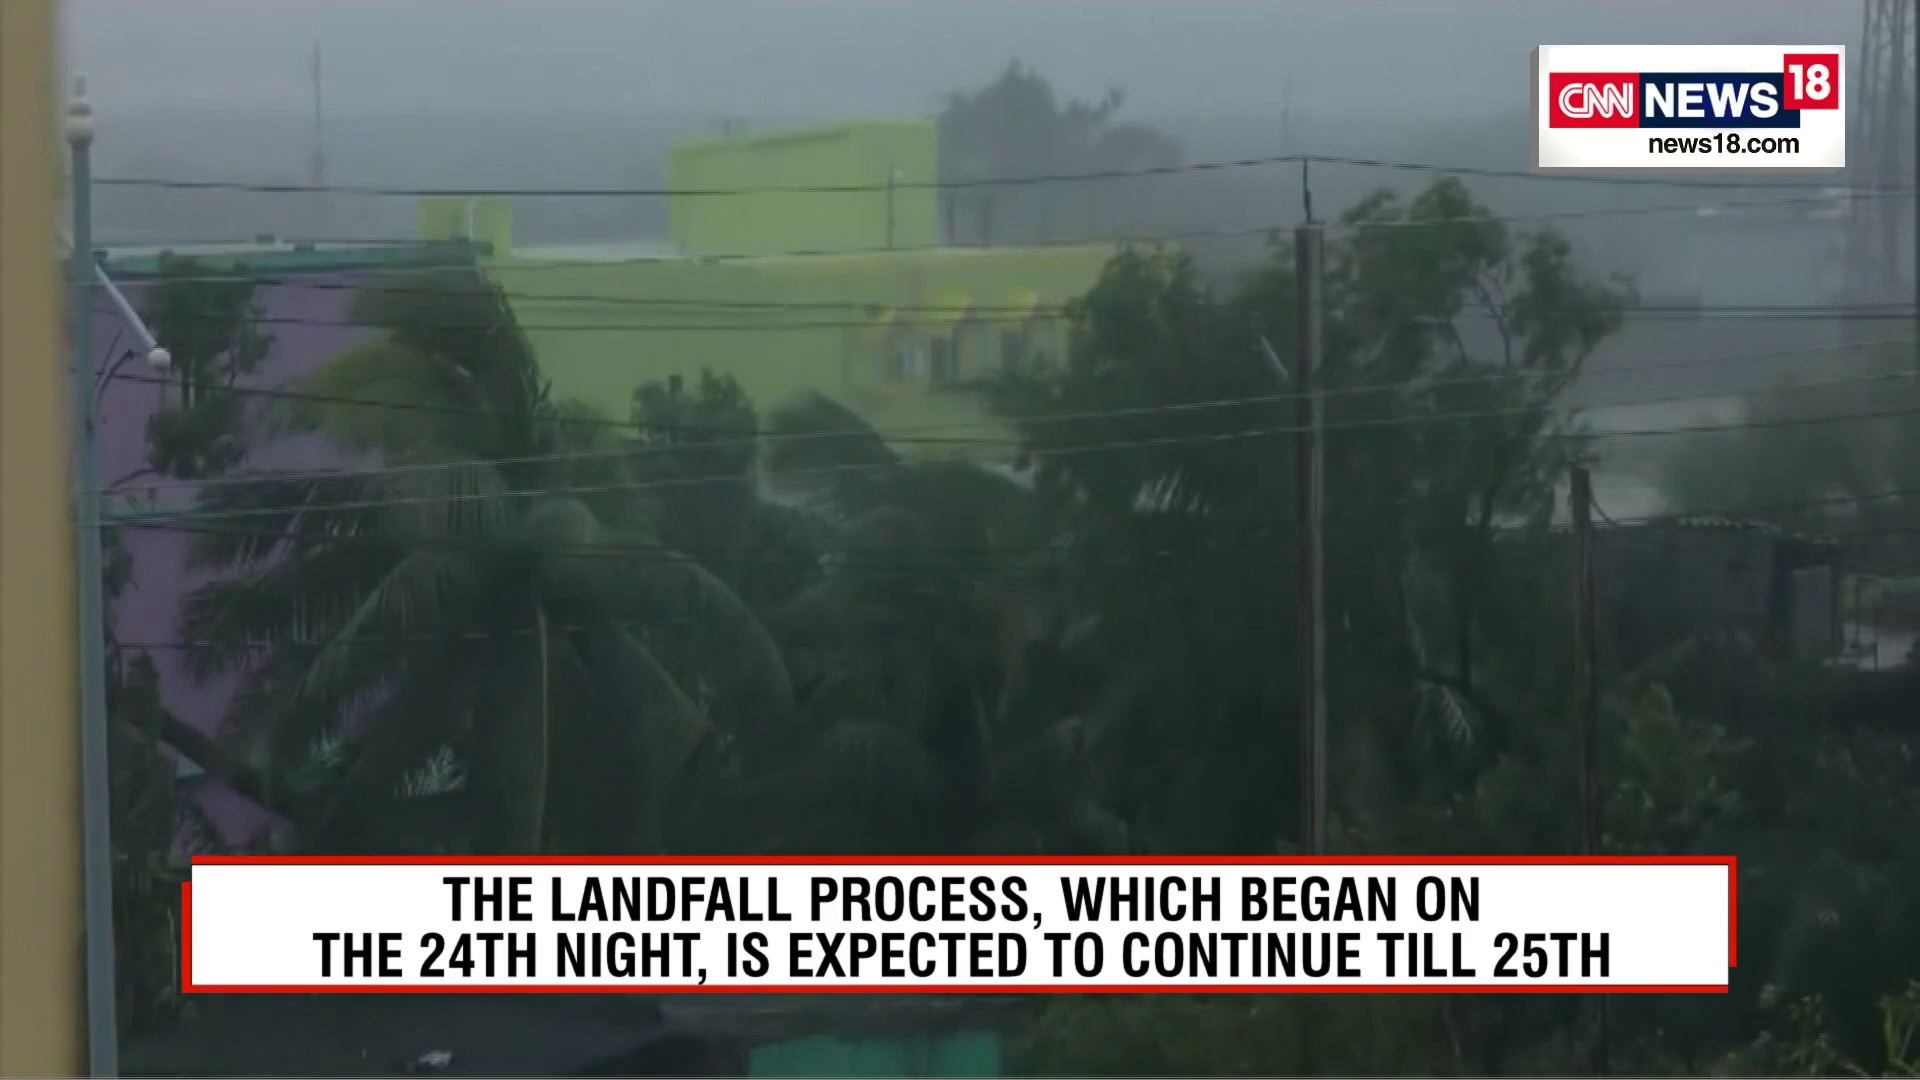 CNN NEWS 18
news18.com
THE LANDFALL PROCESS, WHICH BEGAN ON
THE 24TH NIGHT, IS EXPECTED TO CONTINUE TILL 25TH